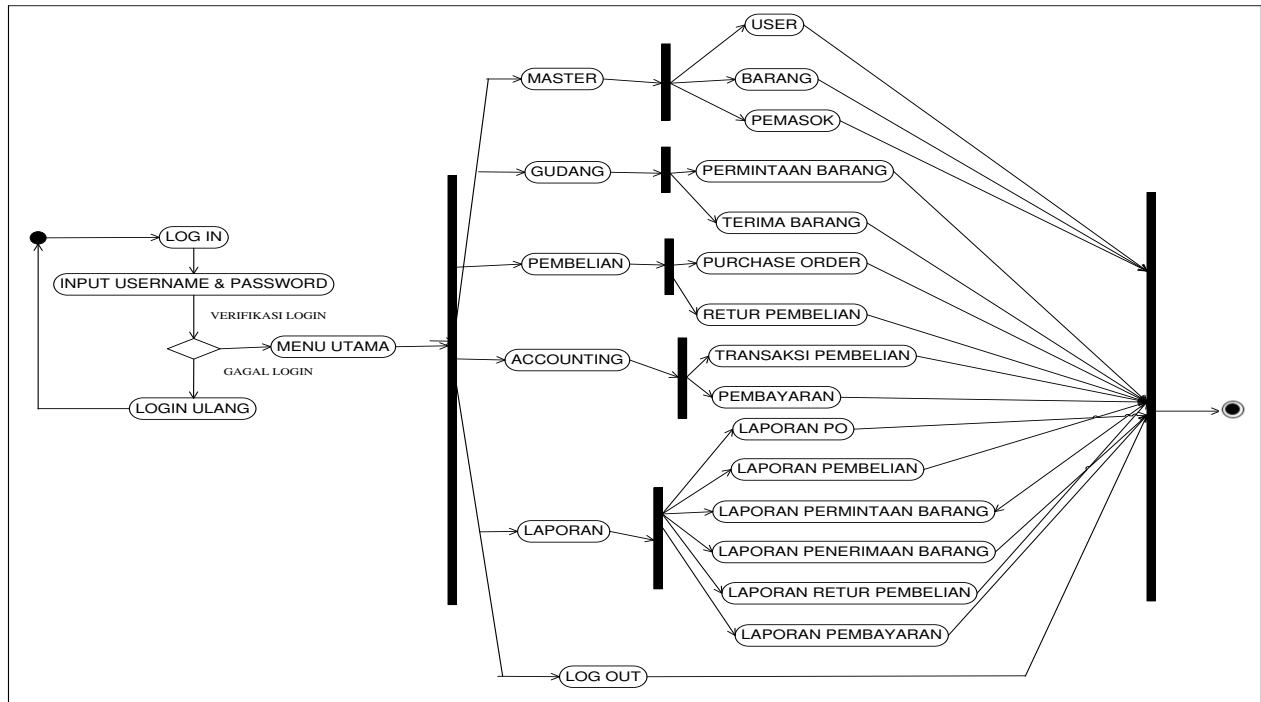 LOG IN
INPUT USERNAME & PASSWORD
VERIFIKASI LOGIN
MENU UTAMA
GAGAL LOGIN
LOGIN ULANG
MASTER
USER
BARANG
PEMASOK
GUDANG
PERMINTAAN BARANG
TERIMA BARANG
PEMBELIAN
PURCHASE ORDER
RETUR PEMBELIAN
ACCOUNTING
TRANSAKSI PEMBELIAN
PEMBAYARAN
LAPORAN
LAPORAN PO
LAPORAN PEMBELIAN
LAPORAN PERMINTAAN BARANG
LAPORAN PENERIMAAN BARANG
LAPORAN RETUR PEMBELIAN
LAPORAN PEMBAYARAN
LOG OUT